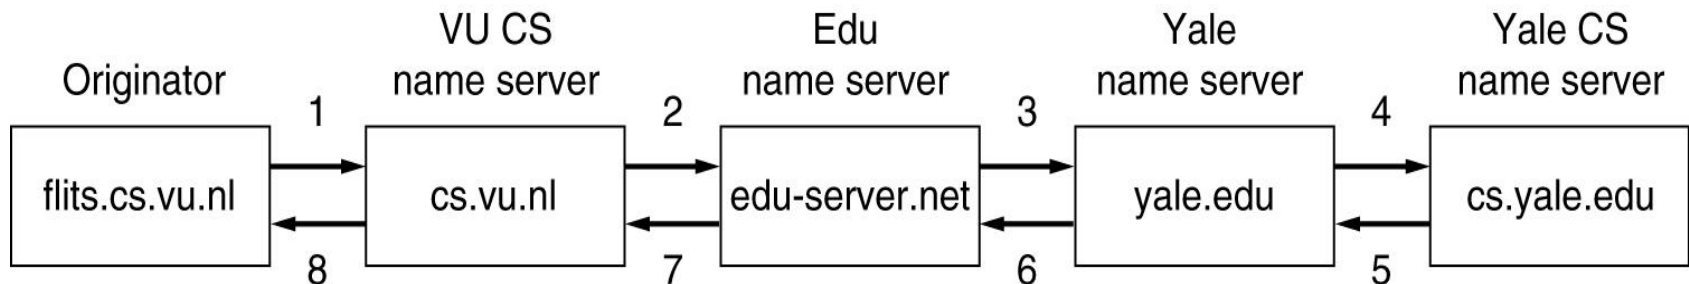 Originator
VU CS
name server
Edu
name server
Yale
name server
Yale CS
name server
1
2
3
4
flits.cs.vu.nl
cs.vu.nl
edu-server.net
yale.edu
cs.yale.edu
8
7
6
5